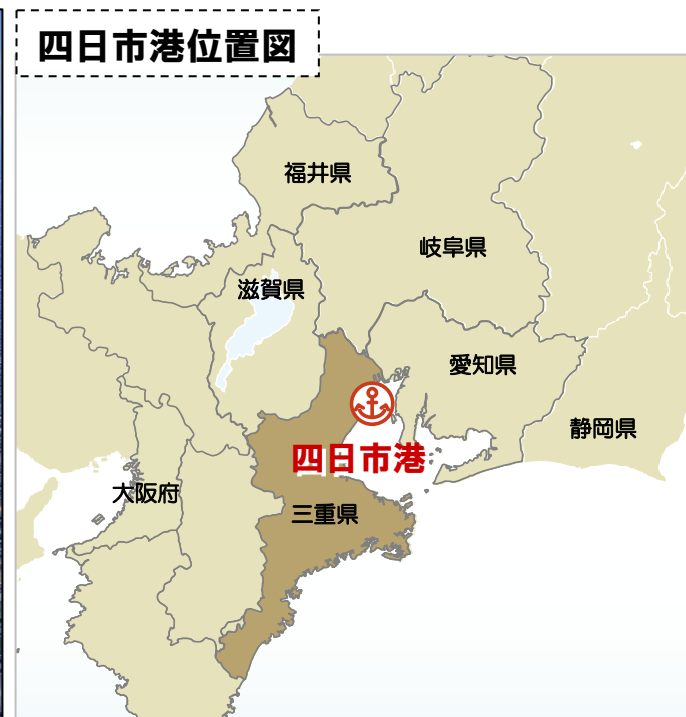 四日市港位置図
福井県
岐阜県
滋賀県
愛知県
静岡県
四日市港
大阪府
三重県